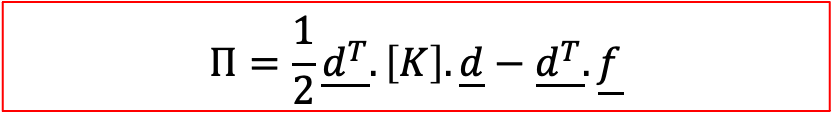 Π = 1/2 d^T . [K]. d − d^T . f